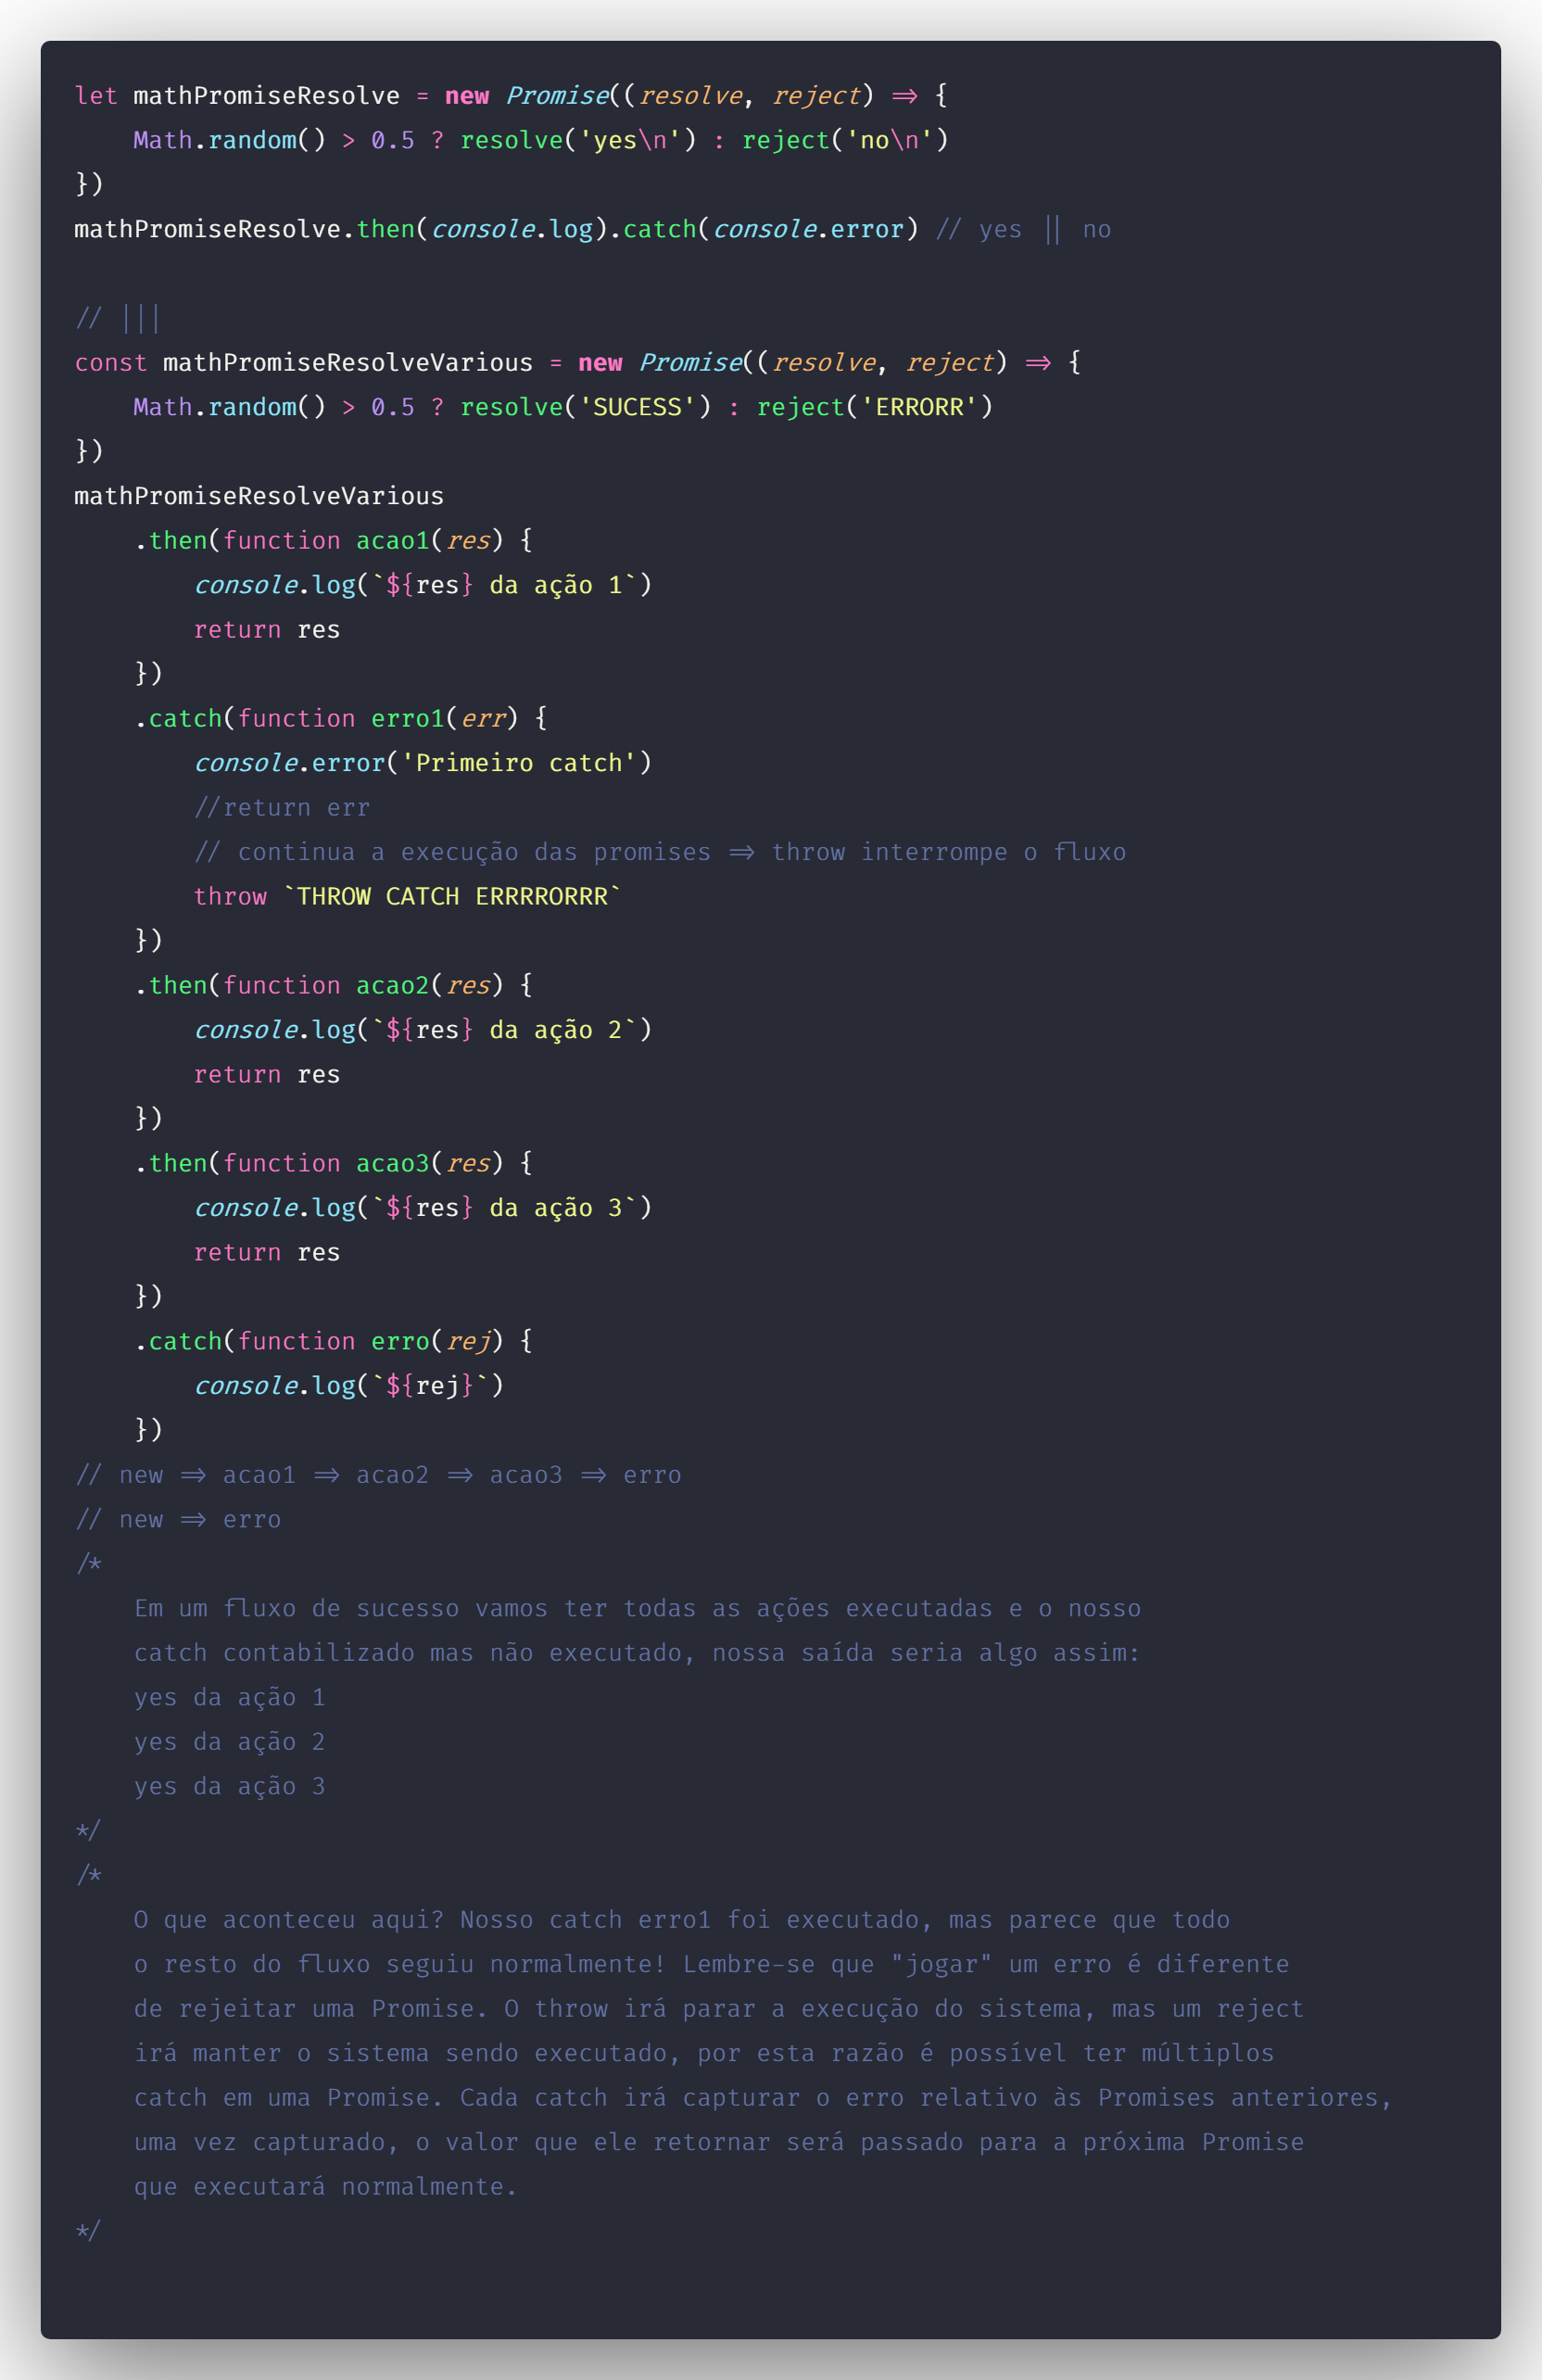 let mathPromiseResolve = new Promise((resolve, reject) => {
    Math.random() > 0.5 ? resolve('yes\n') : reject('no\n')
})
mathPromiseResolve.then(console.log).catch(console.error) // yes || no

// |||
const mathPromiseResolveVarious = new Promise((resolve, reject) => {
    Math.random() > 0.5 ? resolve('SUCESS') : reject('ERRORR')
})
mathPromiseResolveVarious
    .then(function acao1(res) {
        console.log(`${res} da ação 1`)
        return res
    })
    .catch(function erro1(err) {
        console.error('Primeiro catch')
        //return err
        // continua a execução das promises => throw interrompe o fluxo
        throw `THROW CATCH ERRRRORRR`
    })
    .then(function acao2(res) {
        console.log(`${res} da ação 2`)
        return res
    })
    .then(function acao3(res) {
        console.log(`${res} da ação 3`)
        return res
    })
    .catch(function erro(rej) {
        console.log(`${rej}`)
    })
// new => acao1 => acao2 => acao3 => erro
// new => erro
/*
    Em um fluxo de sucesso vamos ter todas as ações executadas e o nosso
    catch contabilizado mas não executado, nossa saída seria algo assim:
    yes da ação 1
    yes da ação 2
    yes da ação 3
*/
/*
    O que aconteceu aqui? Nosso catch erro1 foi executado, mas parece que todo
    o resto do fluxo seguiu normalmente! Lembre-se que "jogar" um erro é diferente
    de rejeitar uma Promise. O throw irá parar a execução do sistema, mas um reject
    irá manter o sistema sendo executado, por esta razão é possível ter múltiplos
    catch em uma Promise. Cada catch irá capturar o erro relativo às Promises anteriores,
    uma vez capturado, o valor que ele retornar será passado para a próxima Promise
    que executará normalmente.
*/